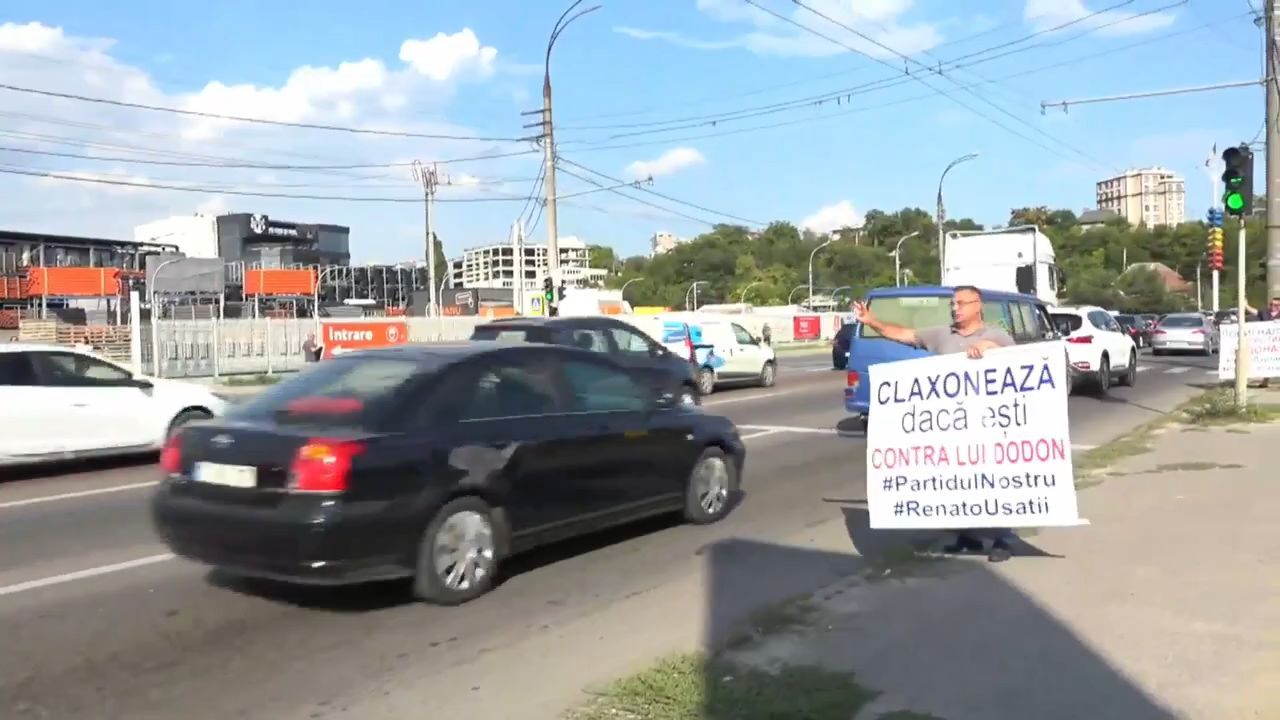 Intrare
CLAXONEAZĂ
dacă ești
CONTRA LUI DODON
#PartidulNostru
#RenatoUsatii